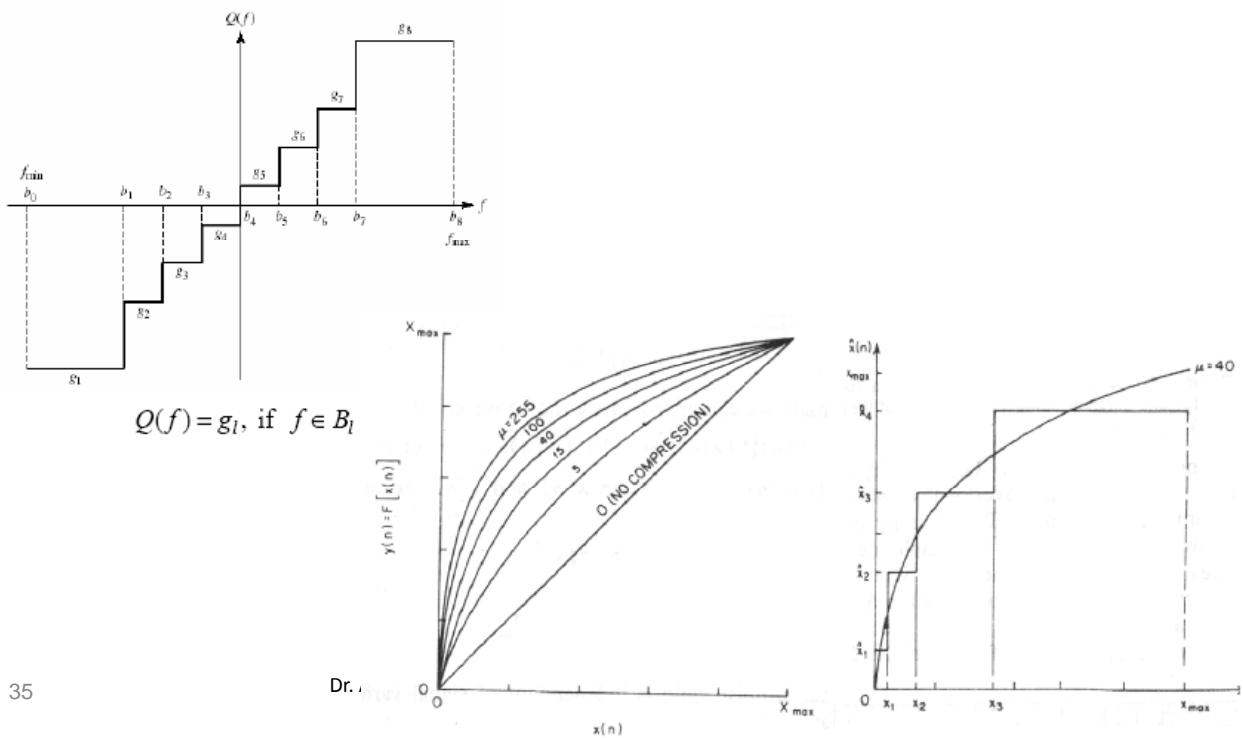 Q(f)
g8
g7
g6
g5
fmin
b0 b1 b2 b3
f
b4 b5 b6 b7 b8
fmax
g4
g3
g2
g1
Q(f) = gl, if f ∈ Bl
Xmax
μ=255
100
40
15
5
0 (NO COMPRESSION)
y(n) = F[x(n)]
0
0
Xmax
x(n)
x̂(n)
xmax
μ=40
x̂4
x̂3
x̂2
x̂1
0 x1 x2 x3 xmax
35
Dr.